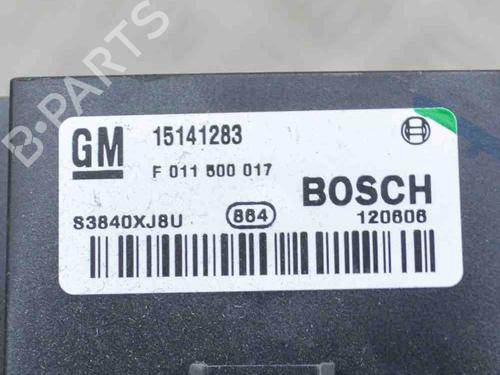 GM 15141283
F 011 500 017
BOSCH
S3840XJ8U 864 120606
B-PARTS